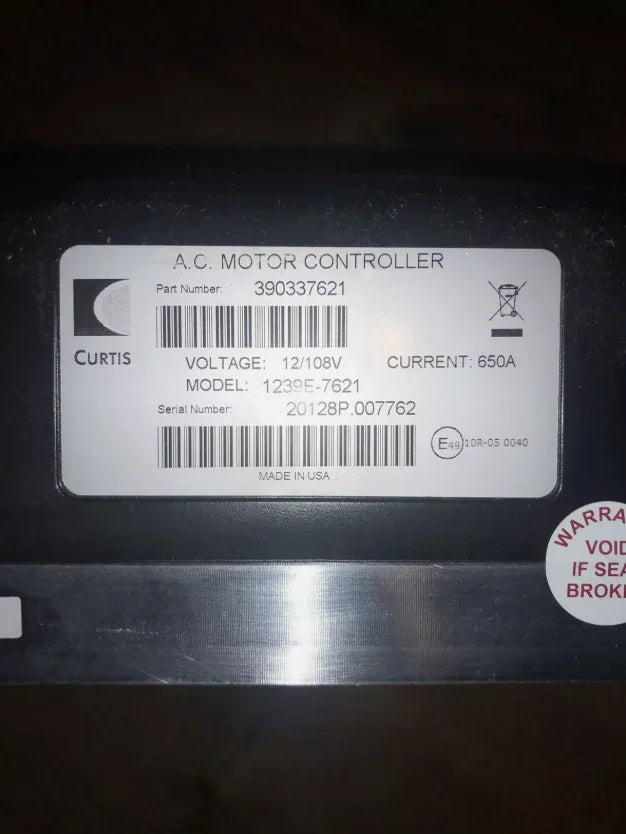 A.C. MOTOR CONTROLLER
Part Number: 390337621
CURTIS
VOLTAGE: 12/108V CURRENT: 650A
MODEL: 1239E-7621
Serial Number: 20128P.007762
E49 10R-05 0040
MADE IN USA
WARRA
VOID
IF SEA
BROKE